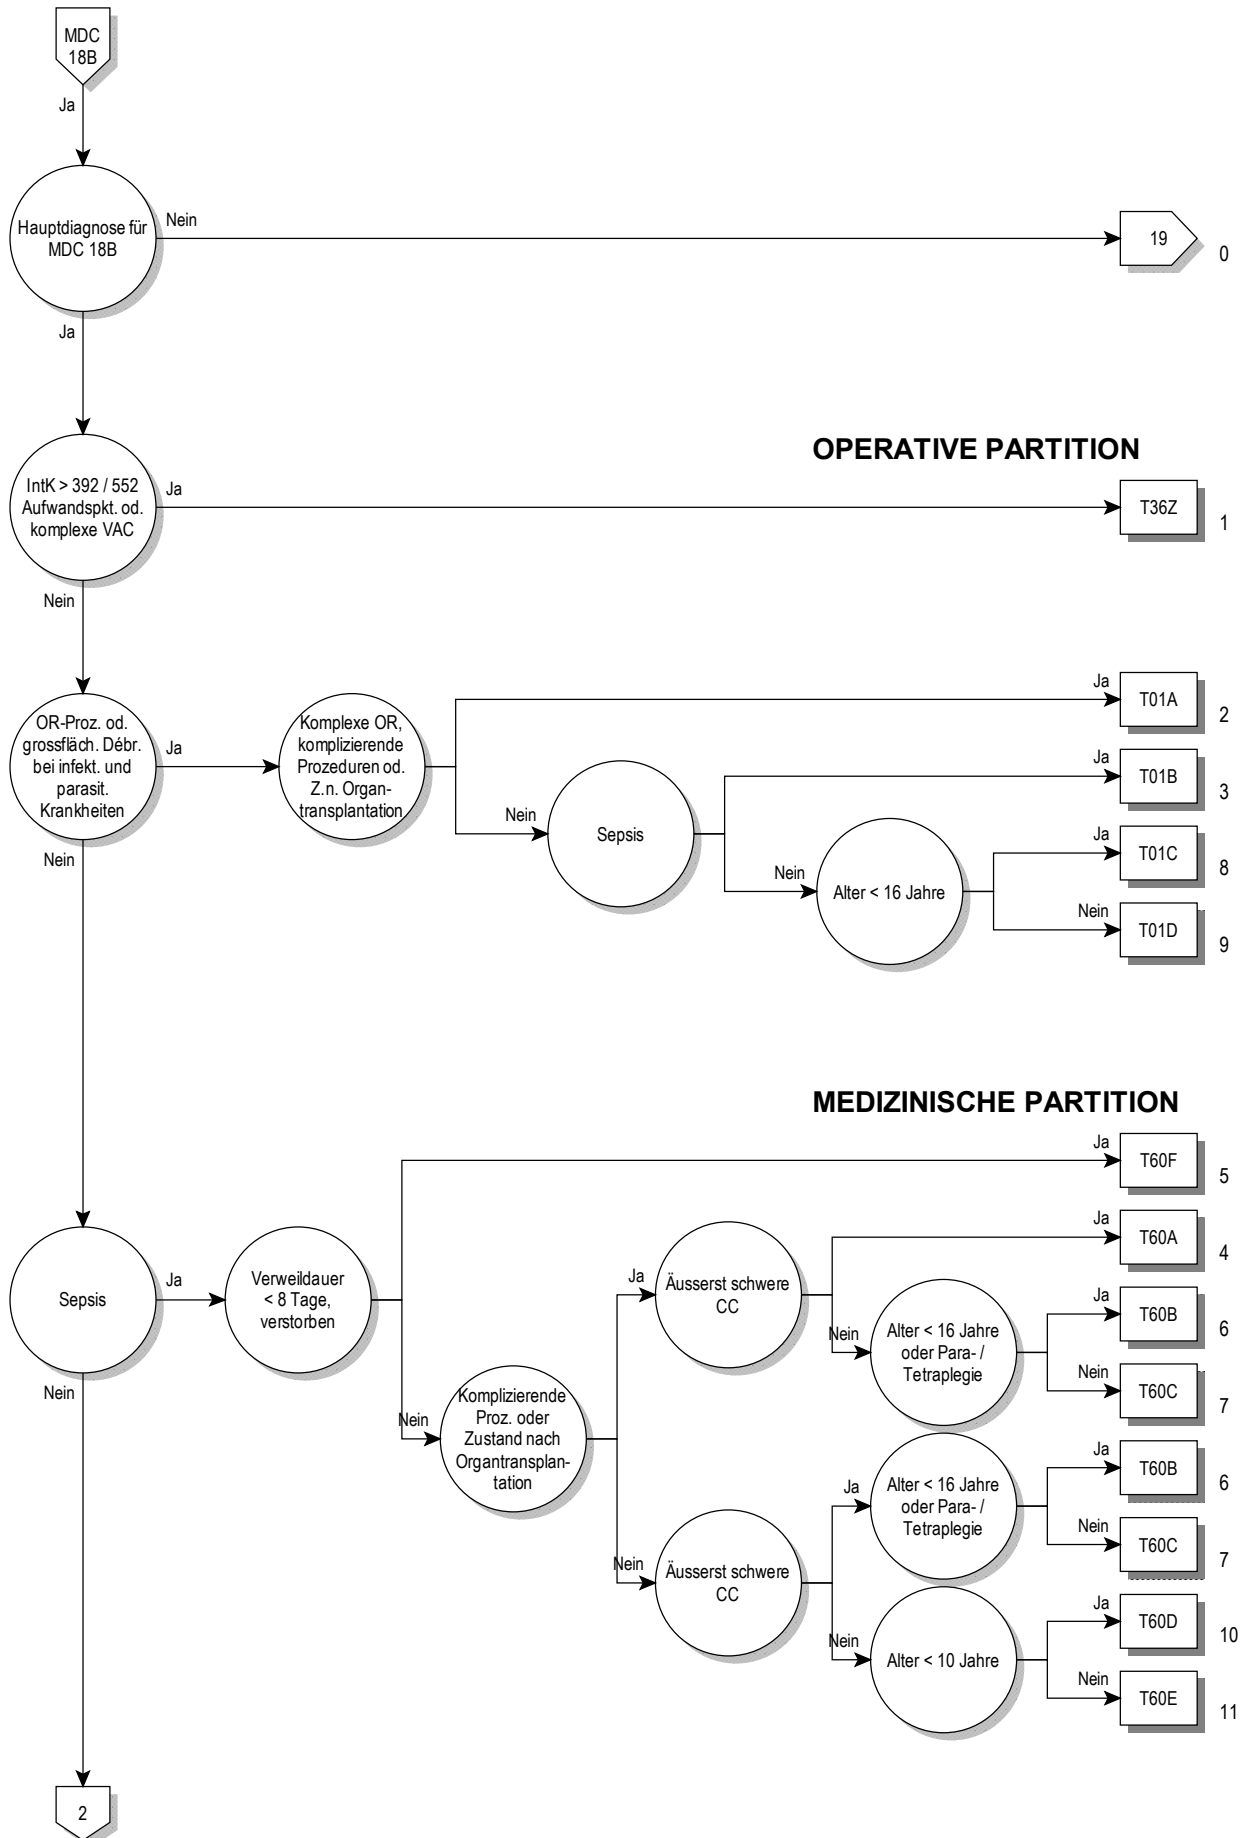 MDC
18B
Ja
Hauptdiagnose für
MDC 18B
Nein
19
0
Ja
OPERATIVE PARTITION
IntK > 392 / 552
Aufwandspkt. od.
komplexe VAC
Ja
T36Z
1
Nein
OR-Proz. od.
grossfläch. Débr.
bei infekt. und
parasit.
Krankheiten
Ja
Komplexe OR,
komplizierende
Prozeduren od.
Z.n. Organ-
transplantation
Ja
T01A
2
Nein
Sepsis
Ja
T01B
3
Nein
Alter < 16 Jahre
Ja
T01C
8
Nein
T01D
9
Nein
MEDIZINISCHE PARTITION
Sepsis
Ja
Verweildauer
< 8 Tage,
verstorben
Ja
T60F
5
Nein
Komplizierende
Proz. oder
Zustand nach
Organtransplan-
tation
Ja
Äusserst schwere
CC
Ja
T60A
4
Nein
Alter < 16 Jahre
oder Para- /
Tetraplegie
Ja
T60B
6
Nein
T60C
7
Nein
Äusserst schwere
CC
Ja
Alter < 16 Jahre
oder Para- /
Tetraplegie
Ja
T60B
6
Nein
T60C
7
Nein
Alter < 10 Jahre
Ja
T60D
10
Nein
T60E
11
Nein
2